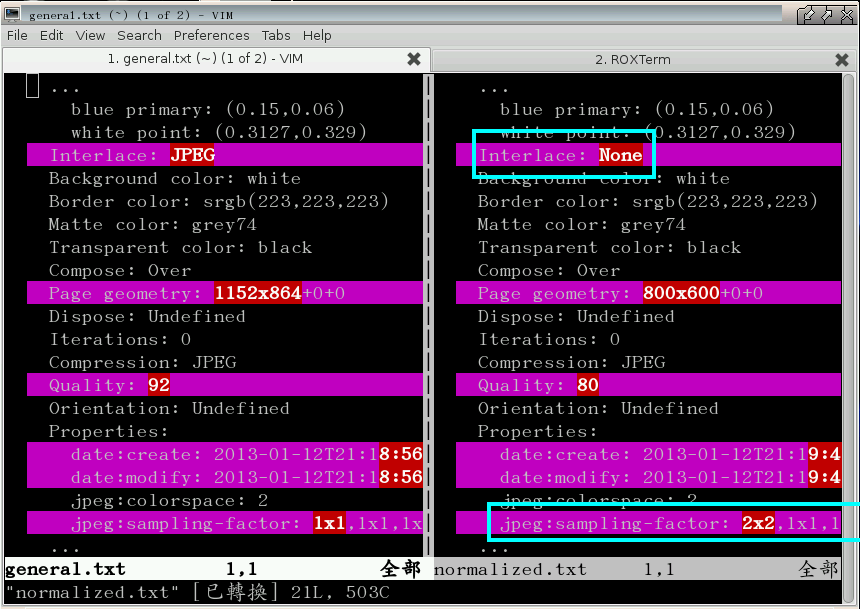 general.txt (~) (1 of 2) - VIM
File Edit View Search Preferences Tabs Help
1. general.txt (~) (1 of 2) - VIM
2. ROXTerm
...
blue primary: (0.15,0.06)
white point: (0.3127,0.329)
Interlace: JPEG
Background color: white
Border color: srgb(223,223,223)
Matte color: grey74
Transparent color: black
Compose: Over
Page geometry: 1152x864+0+0
Dispose: Undefined
Iterations: 0
Compression: JPEG
Quality: 92
Orientation: Undefined
Properties:
date:create: 2013-01-12T21:18:56
date:modify: 2013-01-12T21:18:56
jpeg:colorspace: 2
jpeg:sampling-factor: 1x1,1x1,1x
...
general.txt 1,1 全部
...
blue primary: (0.15,0.06)
white point: (0.3127,0.329)
Interlace: None
Background color: white
Border color: srgb(223,223,223)
Matte color: grey74
Transparent color: black
Compose: Over
Page geometry: 800x600+0+0
Dispose: Undefined
Iterations: 0
Compression: JPEG
Quality: 80
Orientation: Undefined
Properties:
date:create: 2013-01-12T21:19:4
date:modify: 2013-01-12T21:19:4
jpeg:colorspace: 2
jpeg:sampling-factor: 2x2,1x1,1
...
normalized.txt 1,1 全部
"normalized.txt" [已轉換] 21L, 503C